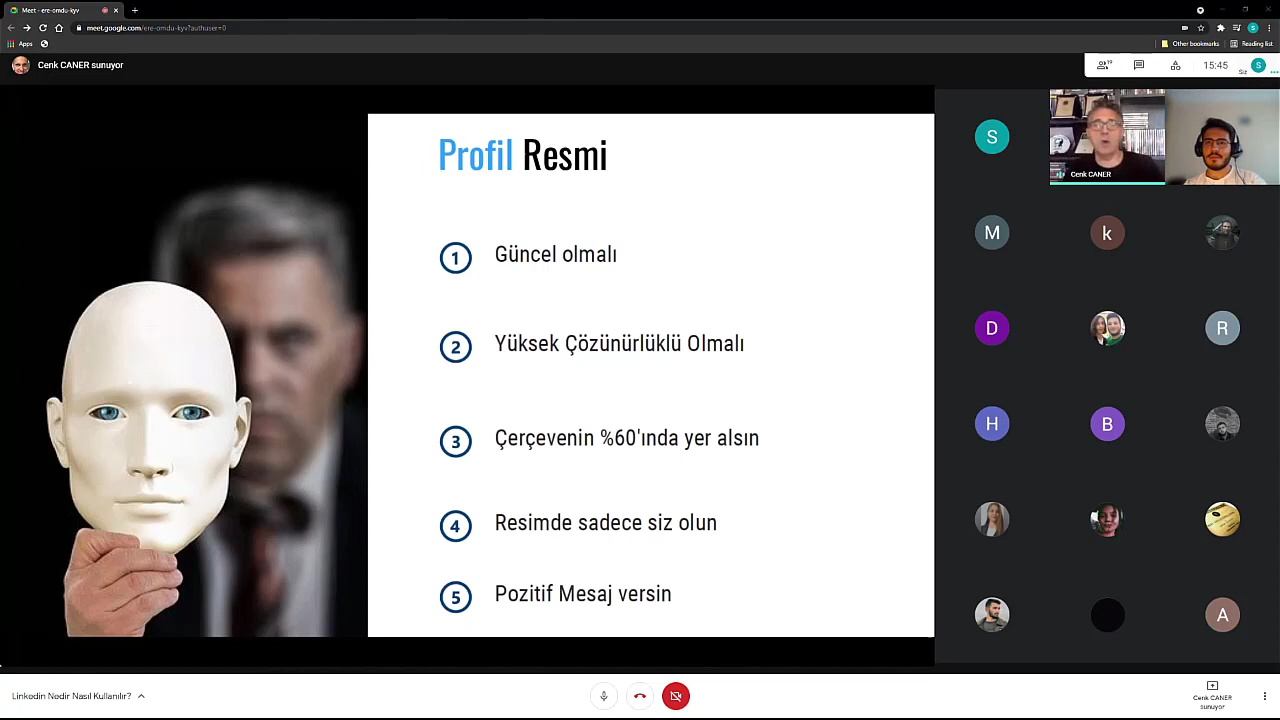 Meet - ere-omdu-kyv
meet.google.com/ere-omdu-kyv?authuser=0
Apps
Other bookmarks
Reading list
Cenk CANER sunuyor
19
15:45
S
Siz
Profil Resmi
1 Güncel olmalı
2 Yüksek Çözünürlüklü Olmalı
3 Çerçevenin %60'ında yer alsın
4 Resimde sadece siz olun
5 Pozitif Mesaj versin
S
Cenk CANER
M
k
D
R
H
B
A
Linkedin Nedir Nasıl Kullanılır?
Cenk CANER
sunuyor